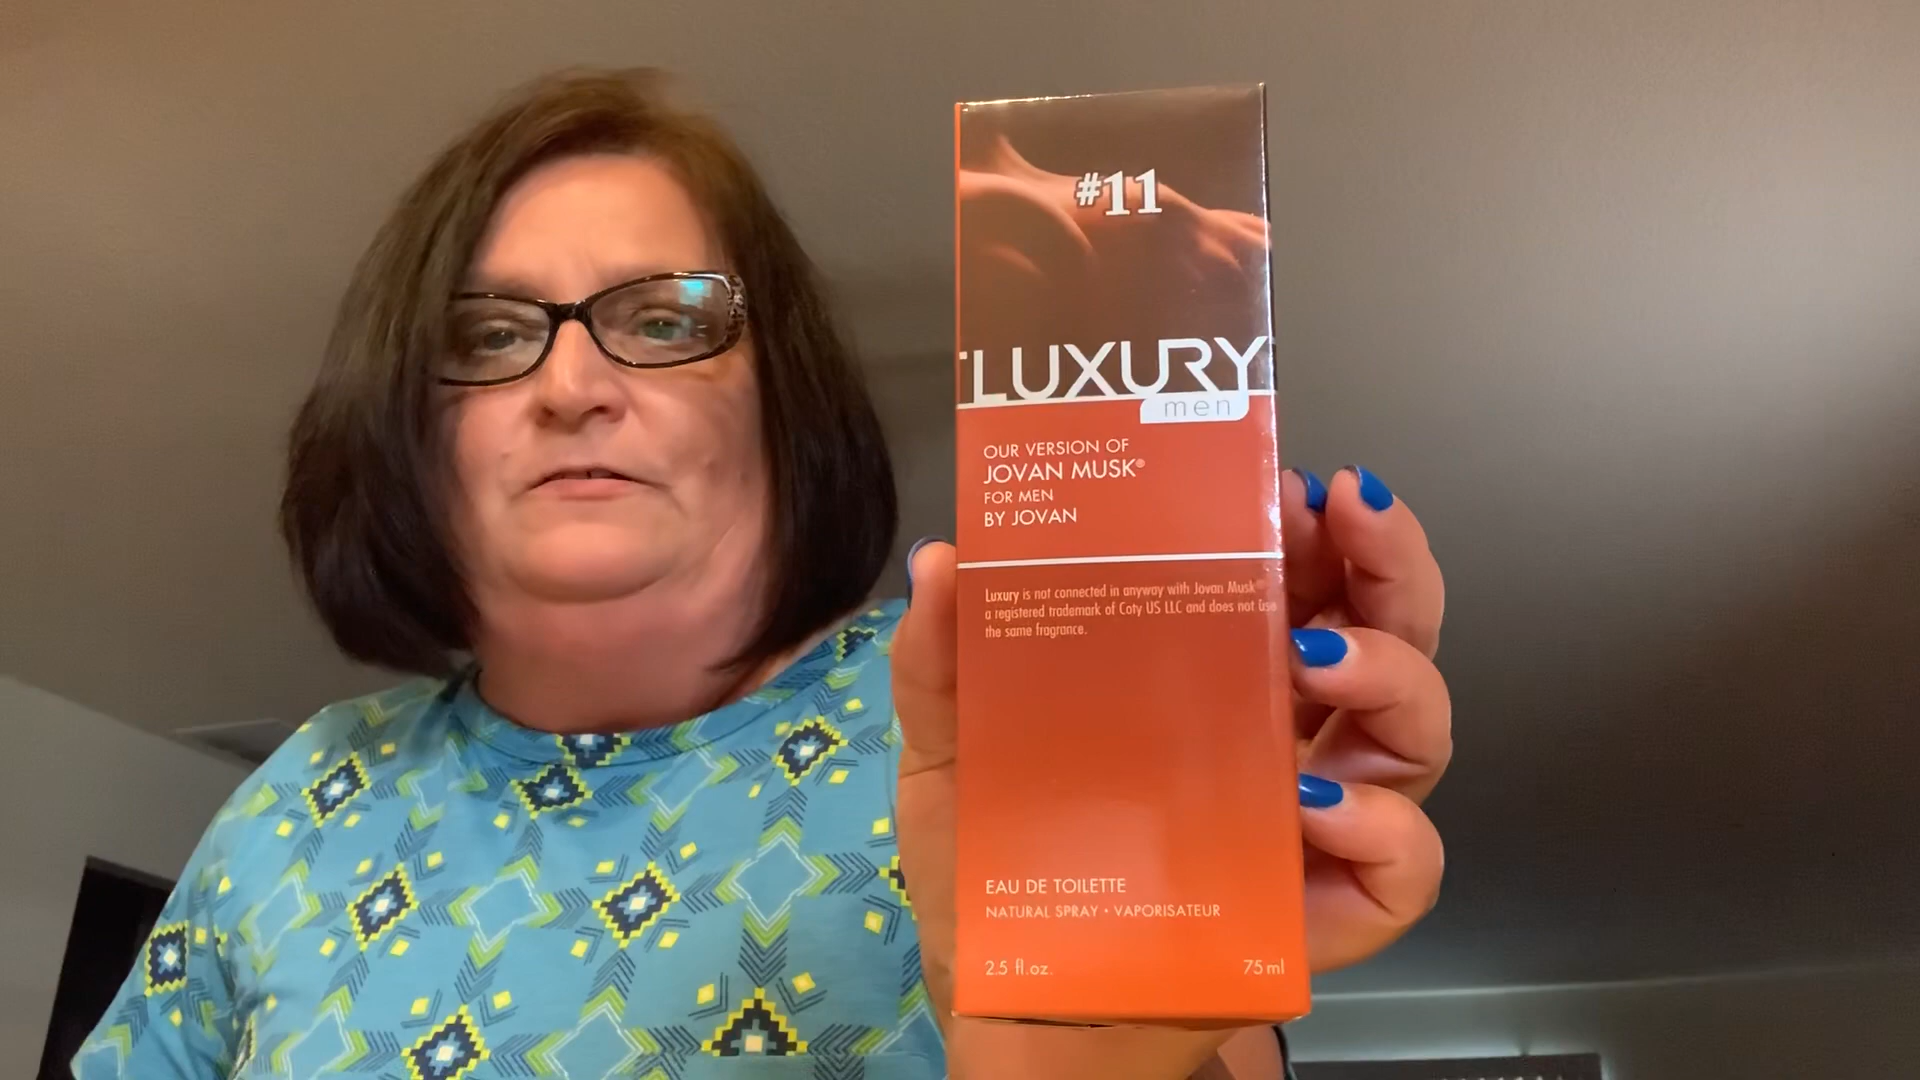 #11
LUXURY
men
OUR VERSION OF
JOVAN MUSK®
FOR MEN
BY JOVAN
Luxury is not connected in anyway with Jovan Musk®
a registered trademark of Coty US LLC and does not use
the same fragrance.
EAU DE TOILETTE
NATURAL SPRAY • VAPORISATEUR
2.5 fl.oz. 75 ml